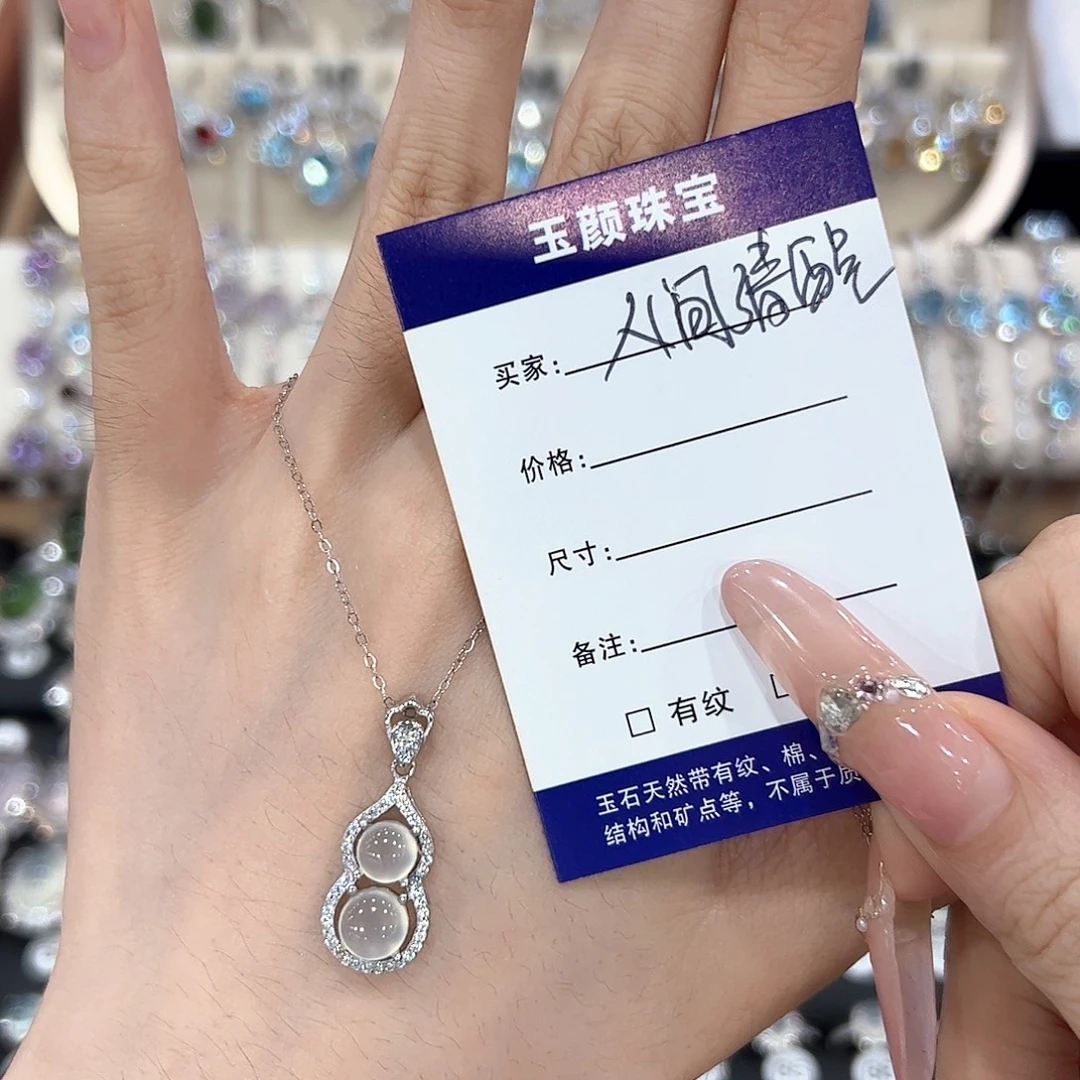 玉颜珠宝
买家：人间清醒
价格：
尺寸：
备注：
□ 有纹
玉石天然带有纹、棉、
结构和矿点等，不属于质